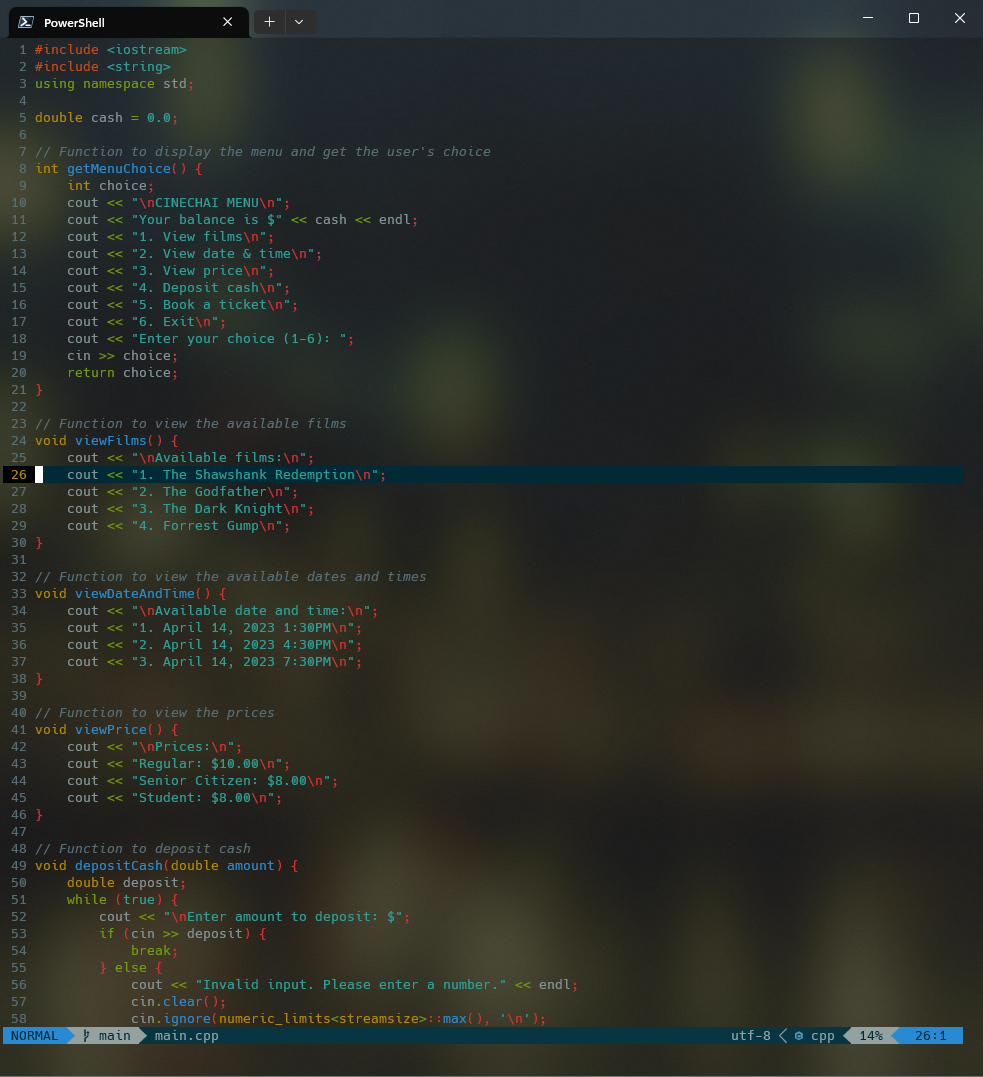 PowerShell
1 #include <iostream>
2 #include <string>
3 using namespace std;
4
5 double cash = 0.0;
6
7 // Function to display the menu and get the user's choice
8 int getMenuChoice() {
9     int choice;
10     cout << "\nCINECHAI MENU\n";
11     cout << "Your balance is $" << cash << endl;
12     cout << "1. View films\n";
13     cout << "2. View date & time\n";
14     cout << "3. View price\n";
15     cout << "4. Deposit cash\n";
16     cout << "5. Book a ticket\n";
17     cout << "6. Exit\n";
18     cout << "Enter your choice (1-6): ";
19     cin >> choice;
20     return choice;
21 }
22
23 // Function to view the available films
24 void viewFilms() {
25     cout << "\nAvailable films:\n";
26     cout << "1. The Shawshank Redemption\n";
27     cout << "2. The Godfather\n";
28     cout << "3. The Dark Knight\n";
29     cout << "4. Forrest Gump\n";
30 }
31
32 // Function to view the available dates and times
33 void viewDateAndTime() {
34     cout << "\nAvailable date and time:\n";
35     cout << "1. April 14, 2023 1:30PM\n";
36     cout << "2. April 14, 2023 4:30PM\n";
37     cout << "3. April 14, 2023 7:30PM\n";
38 }
39
40 // Function to view the prices
41 void viewPrice() {
42     cout << "\nPrices:\n";
43     cout << "Regular: $10.00\n";
44     cout << "Senior Citizen: $8.00\n";
45     cout << "Student: $8.00\n";
46 }
47
48 // Function to deposit cash
49 void depositCash(double amount) {
50     double deposit;
51     while (true) {
52         cout << "\nEnter amount to deposit: $";
53         if (cin >> deposit) {
54             break;
55         } else {
56             cout << "Invalid input. Please enter a number." << endl;
57             cin.clear();
58             cin.ignore(numeric_limits<streamsize>::max(), '\n');
NORMAL main main.cpp utf-8 cpp 14% 26:1